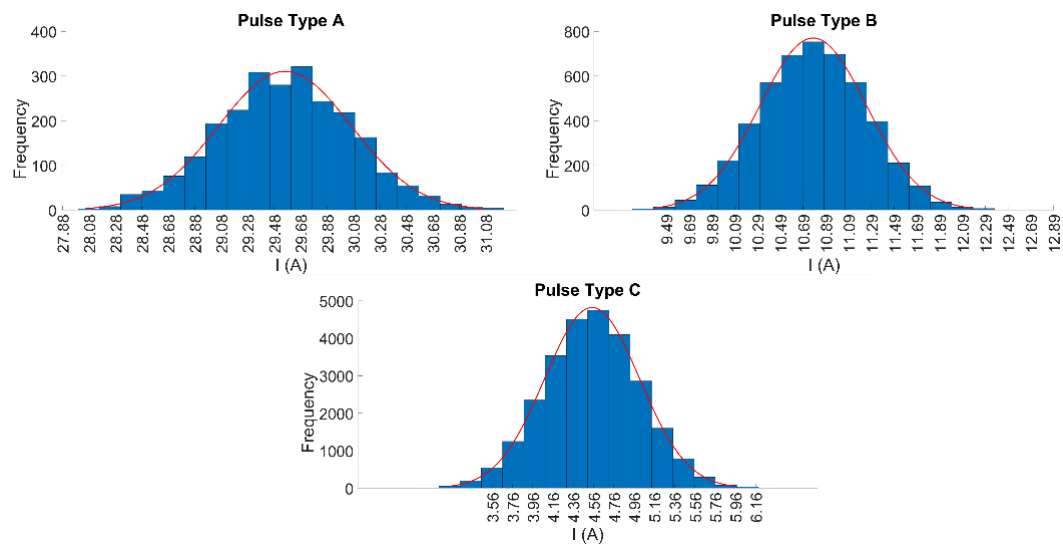 Pulse Type A
Frequency
400
300
200
100
0
27.88 28.08 28.28 28.48 28.68 28.88 29.08 29.28 29.48 29.68 29.88 30.08 30.28 30.48 30.68 30.88 31.08
I (A)
Pulse Type B
Frequency
800
600
400
200
0
9.49 9.69 9.89 10.09 10.29 10.49 10.69 10.89 11.09 11.29 11.49 11.69 11.89 12.09 12.29 12.49 12.69 12.89
I (A)
Pulse Type C
Frequency
5000
4000
3000
2000
1000
0
3.56 3.76 3.96 4.16 4.36 4.56 4.76 4.96 5.16 5.36 5.56 5.76 5.96 6.16
I (A)